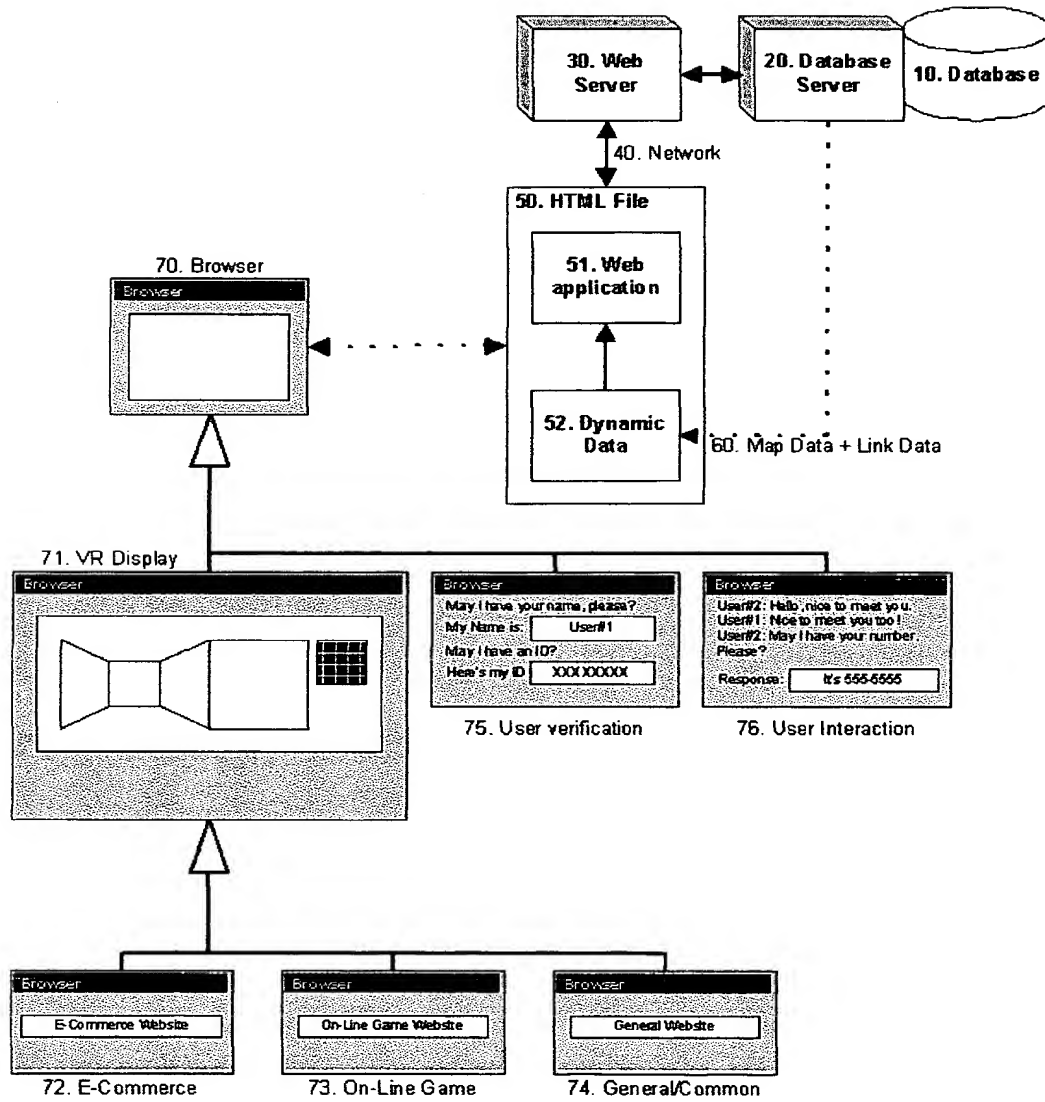 30. Web
Server
20. Database
Server
10. Database
40. Network
50. HTML File
51. Web
application
70. Browser
Browser
52. Dynamic
Data
60. Map Data + Link Data
71. VR Display
Browser
Browser
May I have your name, please?
My Name is:
User#1
May I have an ID?
Here's my ID
XXXXXXXX
75. User verification
Browser
User#2: Hello ,nice to meet you.
User#1: Nice to meet you too !
User#2: May I have your number
Please?
Response:
It's 555-5555
76. User Interaction
Browser
E-Commerce Website
72. E-Commerce
Browser
On-Line Game Website
73. On-Line Game
Browser
General Website
74. General/Common